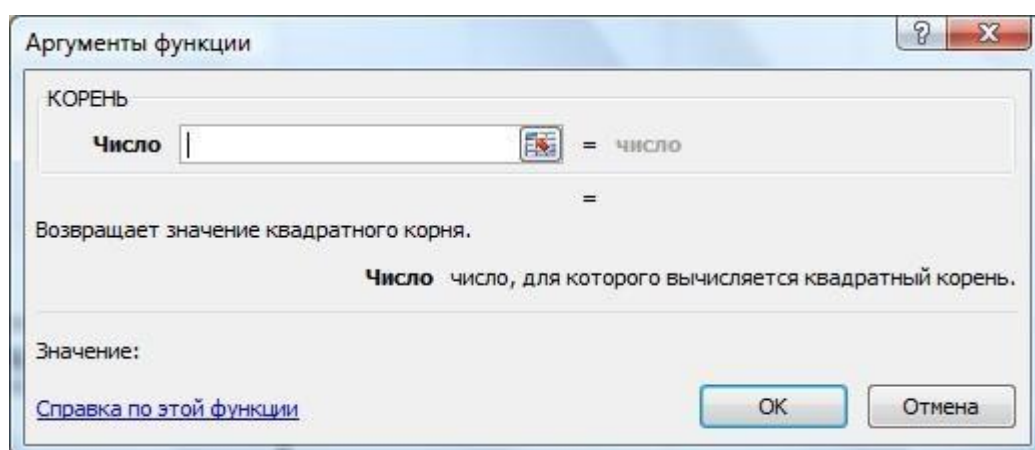 Аргументы функции
КОРЕНЬ
Число = число
=
Возвращает значение квадратного корня.
Число число, для которого вычисляется квадратный корень.
Значение:
Справка по этой функции ОК Отмена